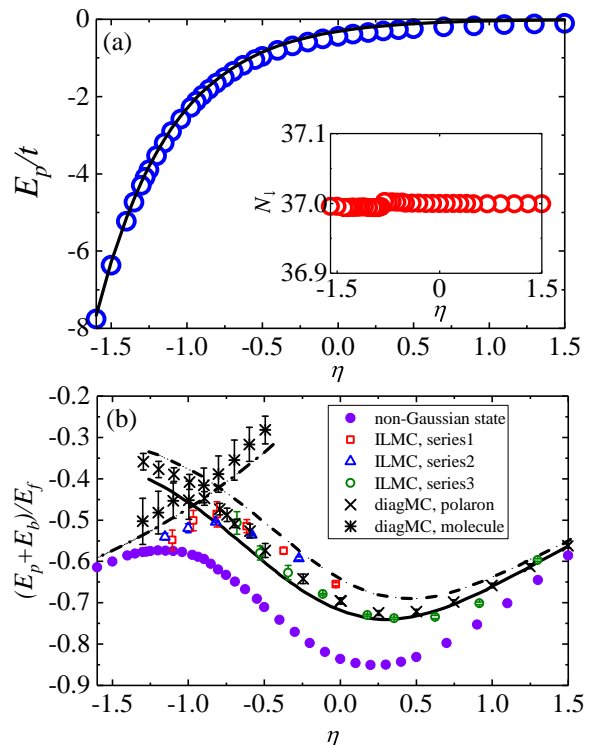 0
(a)
-2
-4
-6
-8
E_p/t
37.1
37.0
36.9
N↓
-1.5
0
1.5
η
-1.5
-1.0
-0.5
0.0
0.5
1.0
1.5
η
-0.2
(b)
-0.3
-0.4
-0.5
-0.6
-0.7
-0.8
-0.9
(E_p+E_b)/E_f
non-Gaussian state
ILMC, series1
ILMC, series2
ILMC, series3
diagMC, polaron
diagMC, molecule
-1.5
-1.0
-0.5
0.0
0.5
1.0
1.5
η